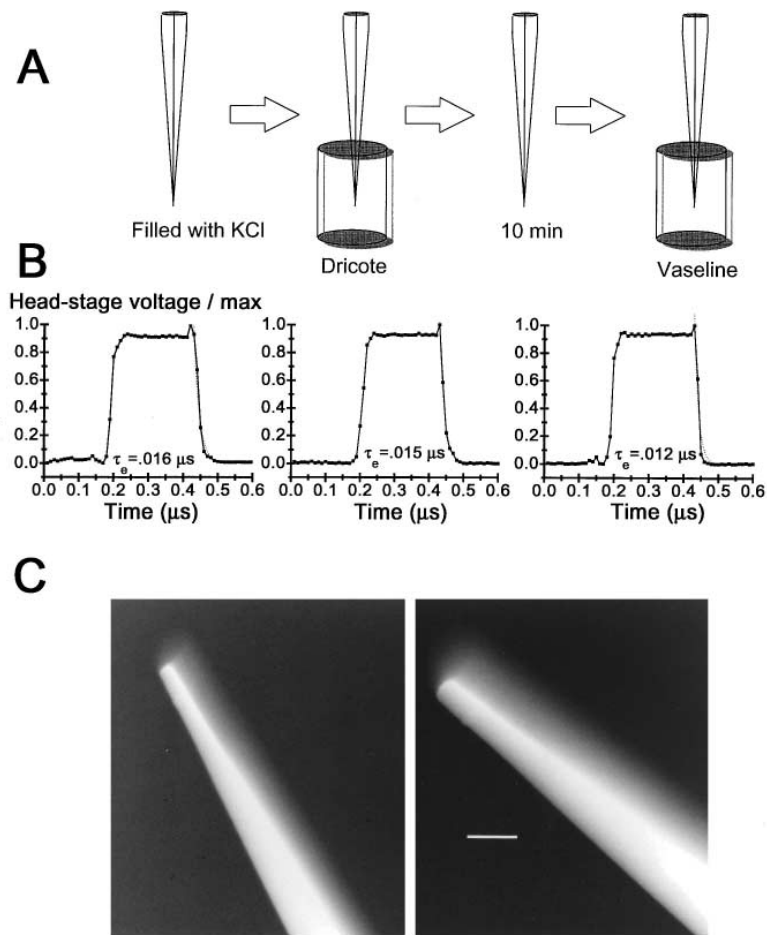 A
Filled with KCl
Dricote
10 min
Vaseline
B
Head-stage voltage / max
1.0
0.8
0.6
0.4
0.2
0.0
τe=.016 μs
0.0 0.1 0.2 0.3 0.4 0.5 0.6
Time (μs)
1.0
0.8
0.6
0.4
0.2
0.0
τe=.015 μs
0.0 0.1 0.2 0.3 0.4 0.5 0.6
Time (μs)
1.0
0.8
0.6
0.4
0.2
0.0
τe=.012 μs
0.0 0.1 0.2 0.3 0.4 0.5 0.6
Time (μs)
C